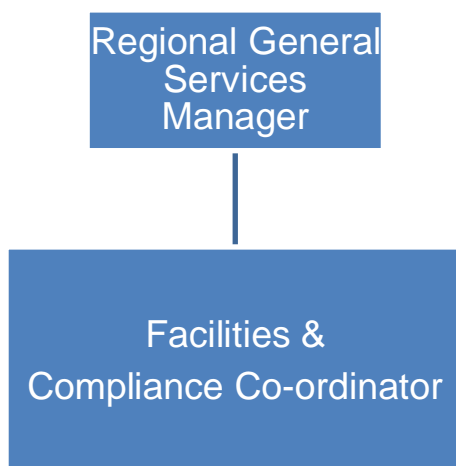 Regional General
Services
Manager
Facilities &
Compliance Co-ordinator